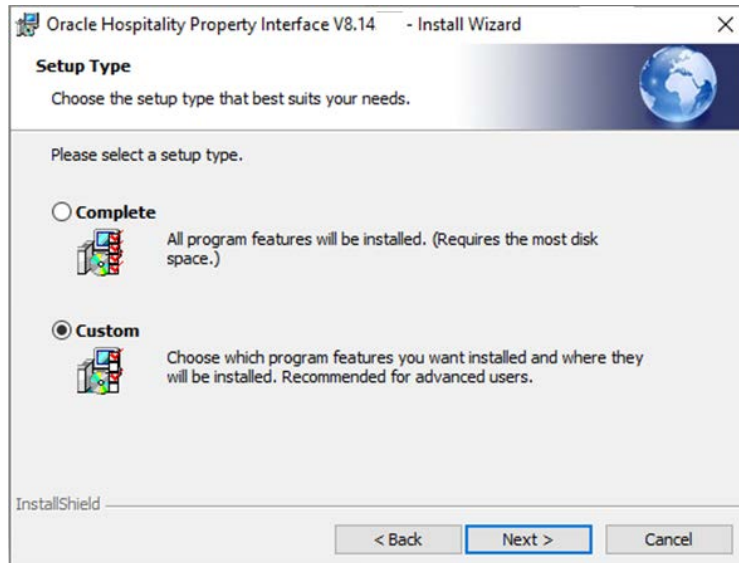 Oracle Hospitality Property Interface V8.14 - Install Wizard
Setup Type
Choose the setup type that best suits your needs.
Please select a setup type.
Complete
All program features will be installed. (Requires the most disk
space.)
Custom
Choose which program features you want installed and where they
will be installed. Recommended for advanced users.
InstallShield
< Back Next > Cancel